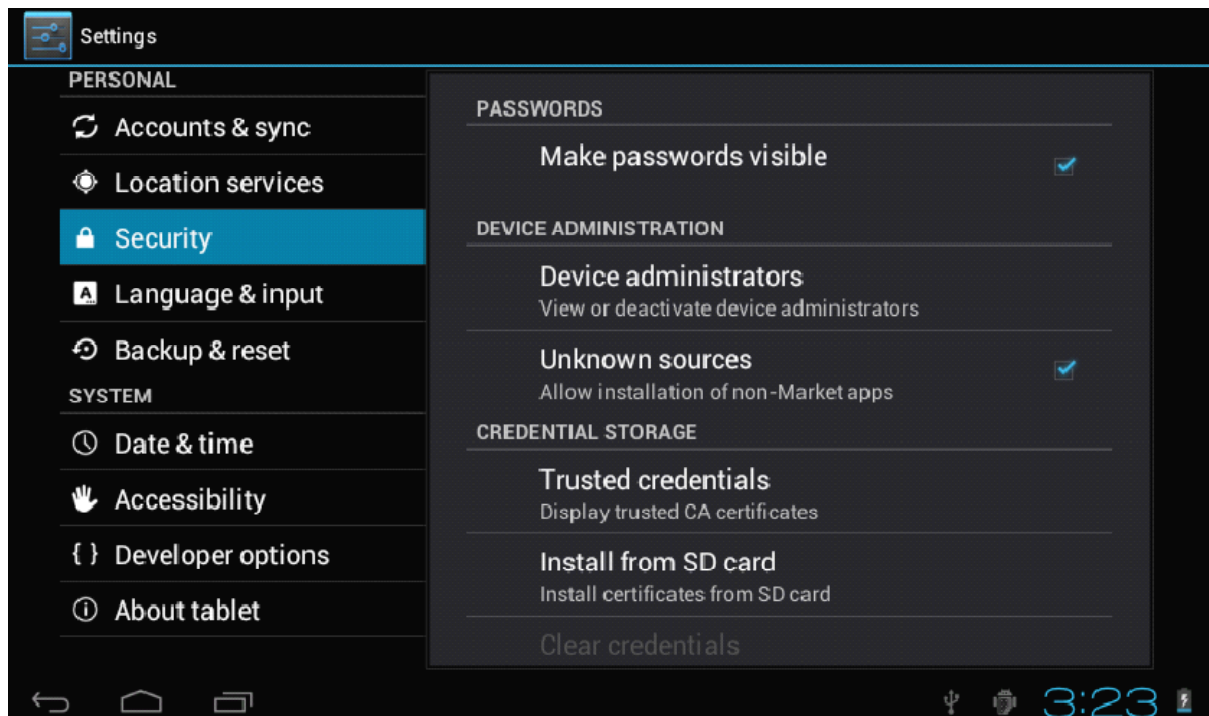 Settings
PERSONAL
Accounts & sync
Location services
Security
Language & input
Backup & reset
SYSTEM
Date & time
Accessibility
{ } Developer options
About tablet
PASSWORDS
Make passwords visible
DEVICE ADMINISTRATION
Device administrators
View or deactivate device administrators
Unknown sources
Allow installation of non-Market apps
CREDENTIAL STORAGE
Trusted credentials
Display trusted CA certificates
Install from SD card
Install certificates from SD card
Clear credentials
3:23